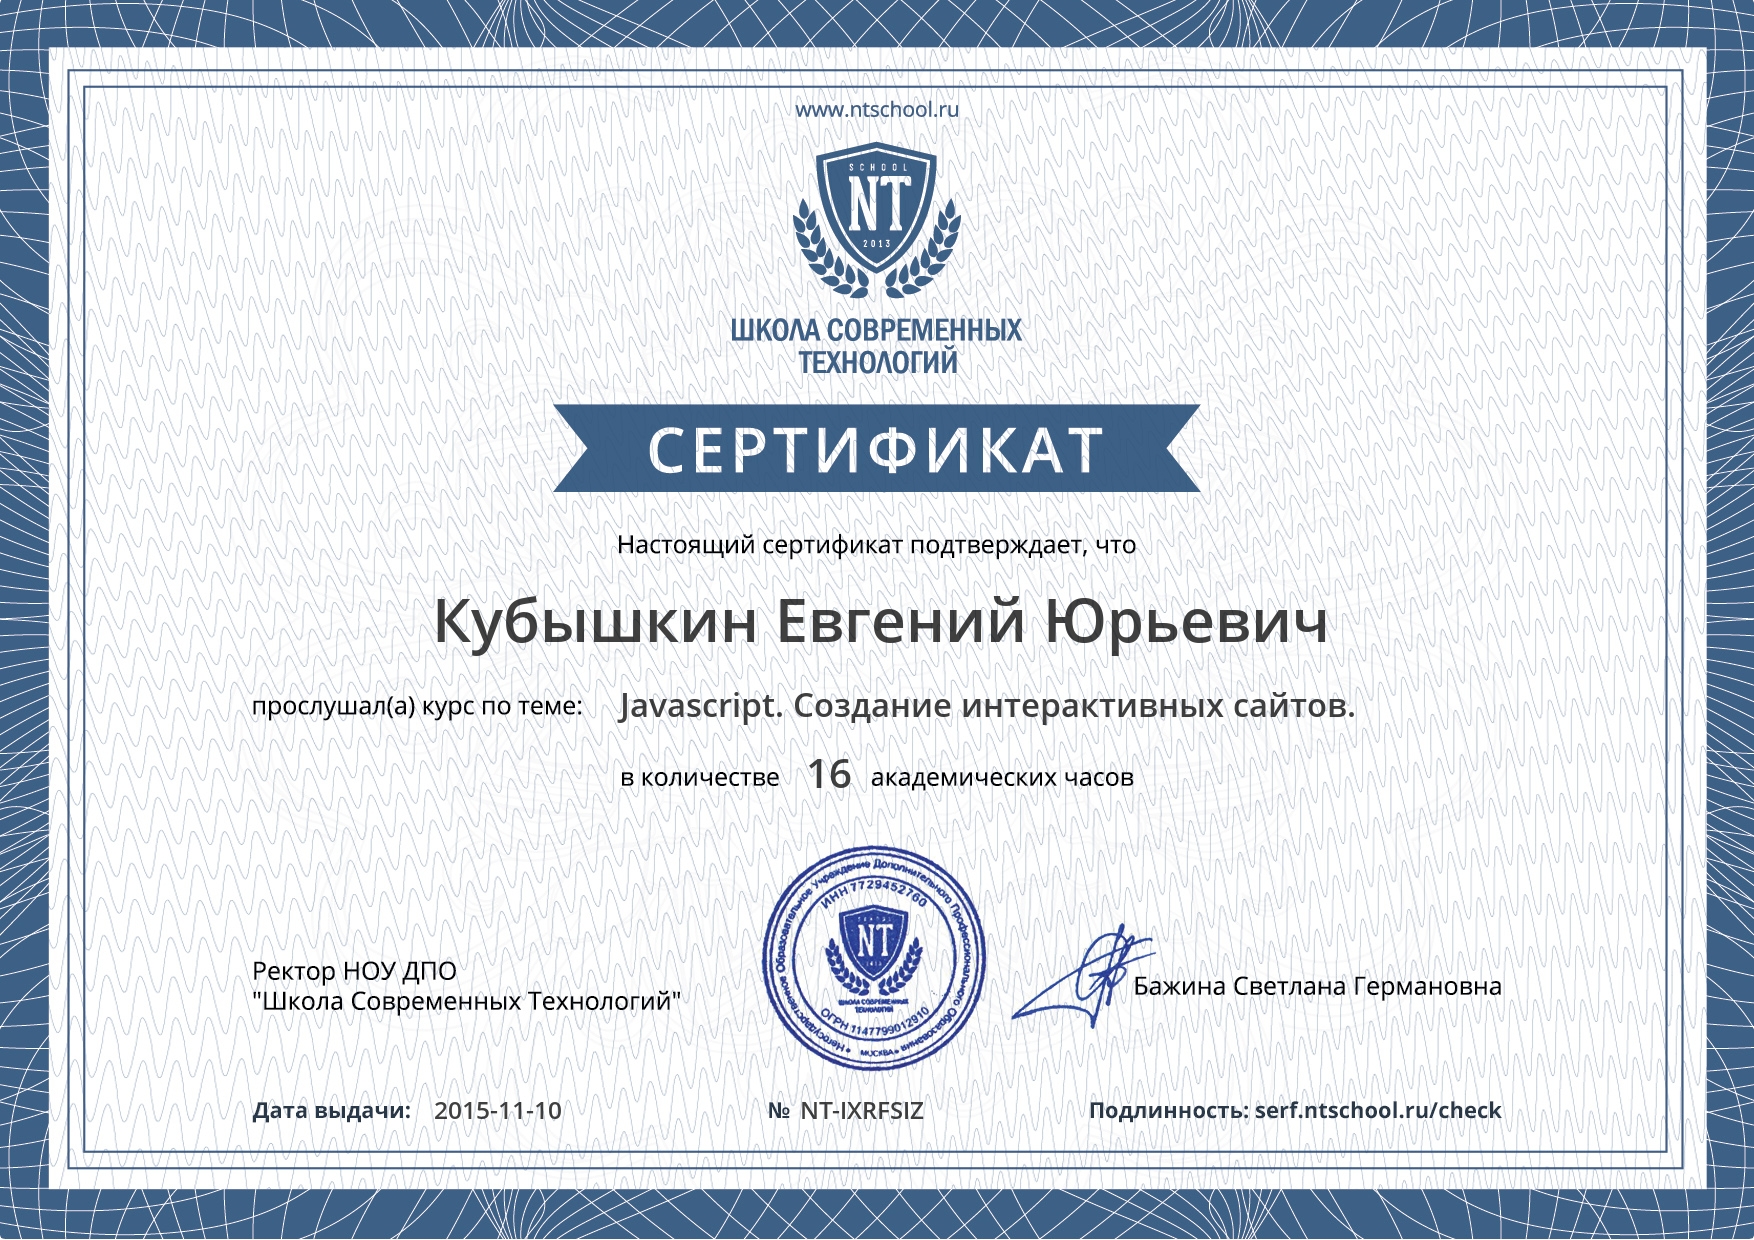 www.ntschool.ru
SCHOOL
NT
2013
ШКОЛА СОВРЕМЕННЫХ
ТЕХНОЛОГИЙ
СЕРТИФИКАТ
Настоящий сертификат подтверждает, что
Кубышкин Евгений Юрьевич
прослушал(а) курс по теме: Javascript. Создание интерактивных сайтов.
в количестве 16 академических часов
Негосударственное Образовательное Учреждение Дополнительного Профессионального Образования
ИНН 7729452760
NT
ШКОЛА СОВРЕМЕННЫХ
ТЕХНОЛОГИЙ
ОГРН 1147799012910
МОСКВА
Ректор НОУ ДПО
"Школа Современных Технологий"
Бажина Светлана Германовна
Дата выдачи: 2015-11-10 № NT-IXRFSIZ Подлинность: serf.ntschool.ru/check